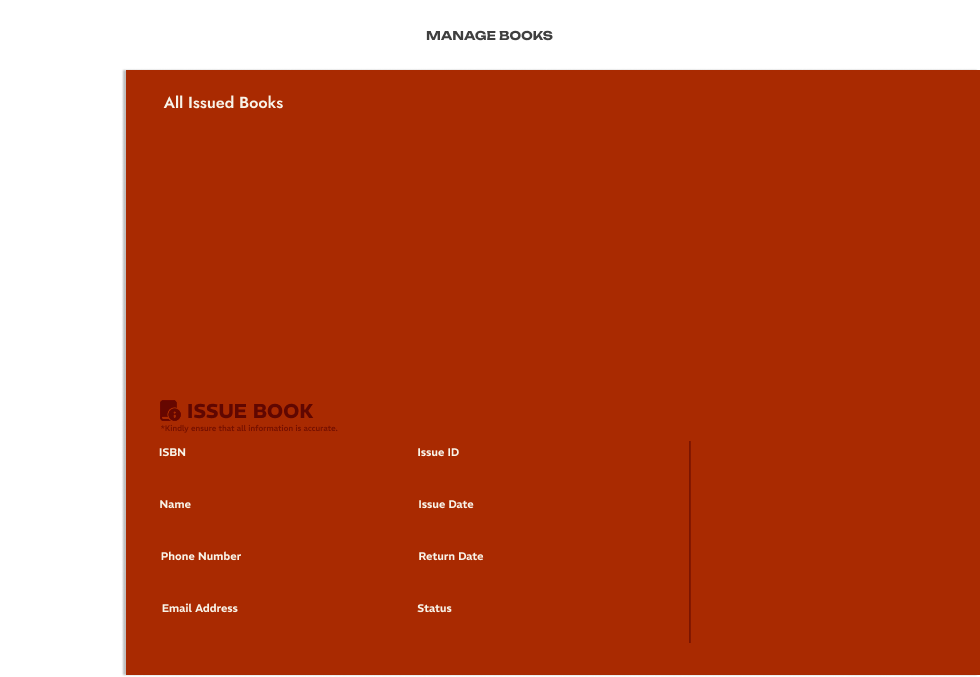 MANAGE BOOKS
All Issued Books
ISSUE BOOK
*Kindly ensure that all information is accurate.
ISBN
Issue ID
Name
Issue Date
Phone Number
Return Date
Email Address
Status